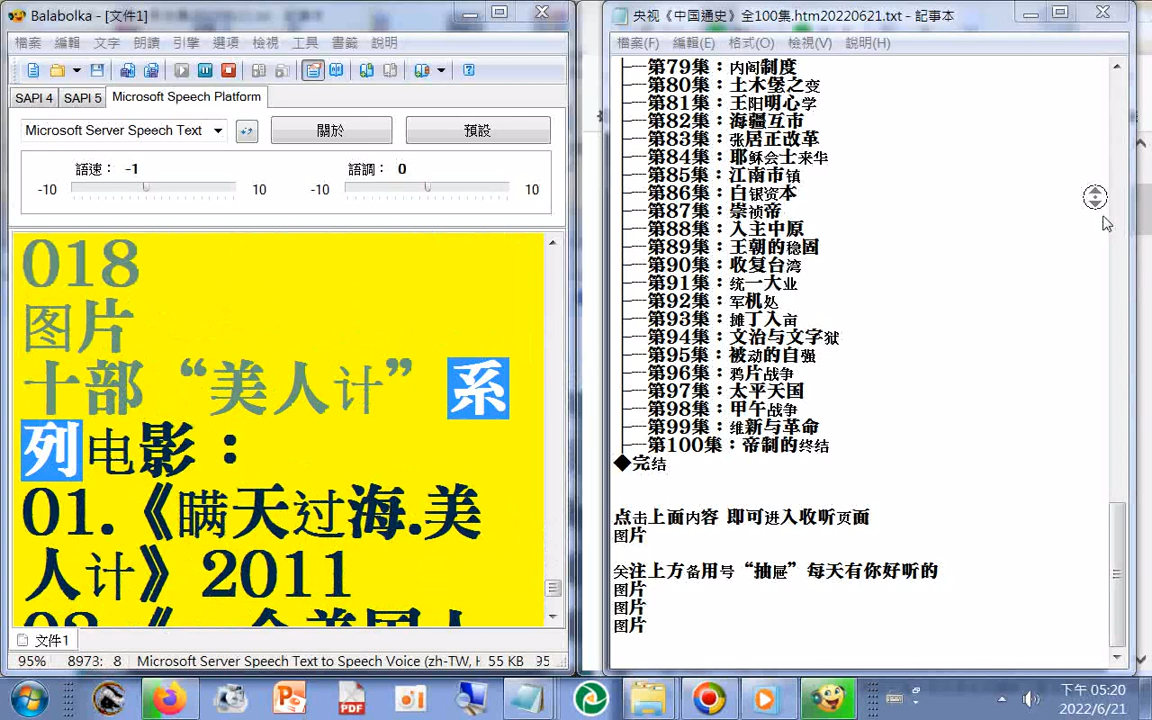 Balabolka - [文件1]
檔案 編輯 文字 朗讀 引擎 選項 檢視 工具 書籤 說明
SAPI 4 SAPI 5 Microsoft Speech Platform
Microsoft Server Speech Text 關於 預設
語速： -1 語調： 0
-10 10 -10 10
018
图片
十部“美人计” 系
列电影：
01.《瞒天过海.美
人计》2011
文件1
95% 8973: 8 Microsoft Server Speech Text to Speech Voice (zh-TW, H 55 KB 95
央视《中国通史》全100集.htm20220621.txt - 記事本
檔案(F) 編輯(E) 格式(O) 檢視(V) 說明(H)
├─第79集：内阁制度
├─第80集：土木堡之变
├─第81集：王阳明心学
├─第82集：海疆互市
├─第83集：张居正改革
├─第84集：耶稣会士来华
├─第85集：江南市镇
├─第86集：白银资本
├─第87集：崇祯帝
├─第88集：入主中原
├─第89集：王朝的稳固
├─第90集：收复台湾
├─第91集：统一大业
├─第92集：军机处
├─第93集：摊丁入亩
├─第94集：文治与文字狱
├─第95集：被动的自强
├─第96集：鸦片战争
├─第97集：太平天国
├─第98集：甲午战争
├─第99集：维新与革命
├─第100集：帝制的终结
◆完结
点击上面内容 即可进入收听页面
图片
关注上方备用号“抽屉”每天有你好听的
图片
图片
图片
PDF
下午 05:20
2022/6/21